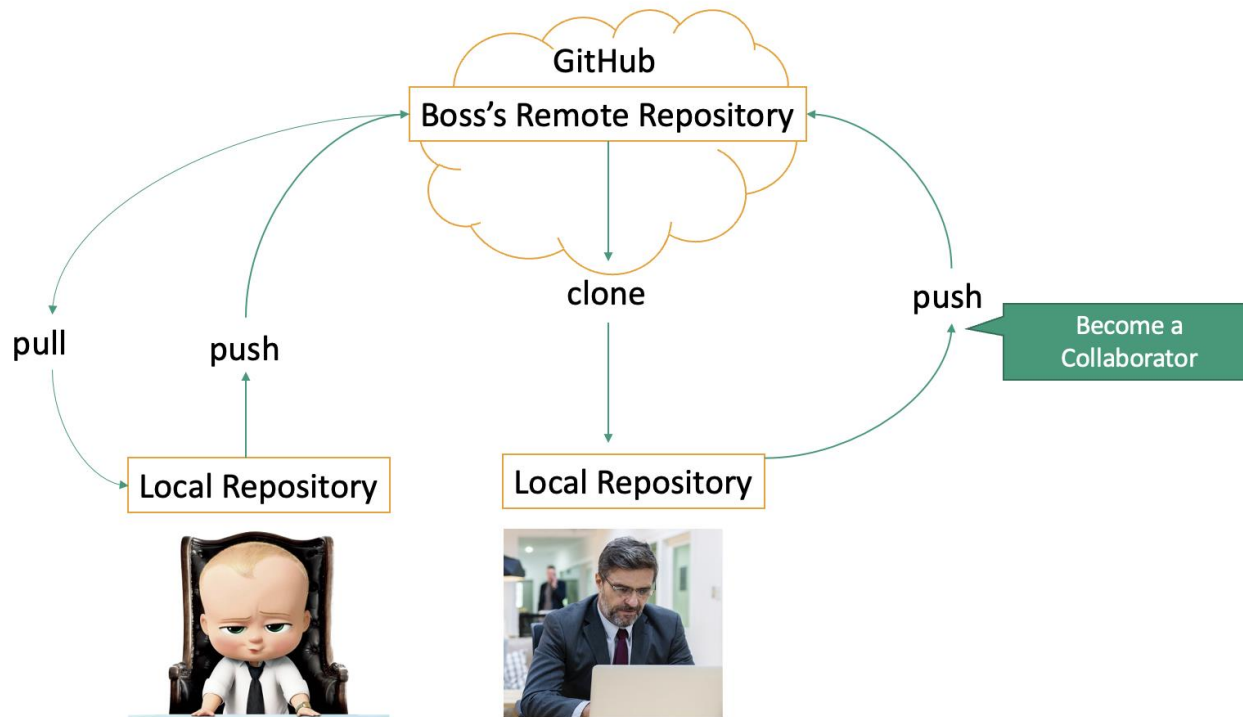 GitHub
Boss’s Remote Repository
clone
push
pull
push
Become a
Collaborator
Local Repository
Local Repository